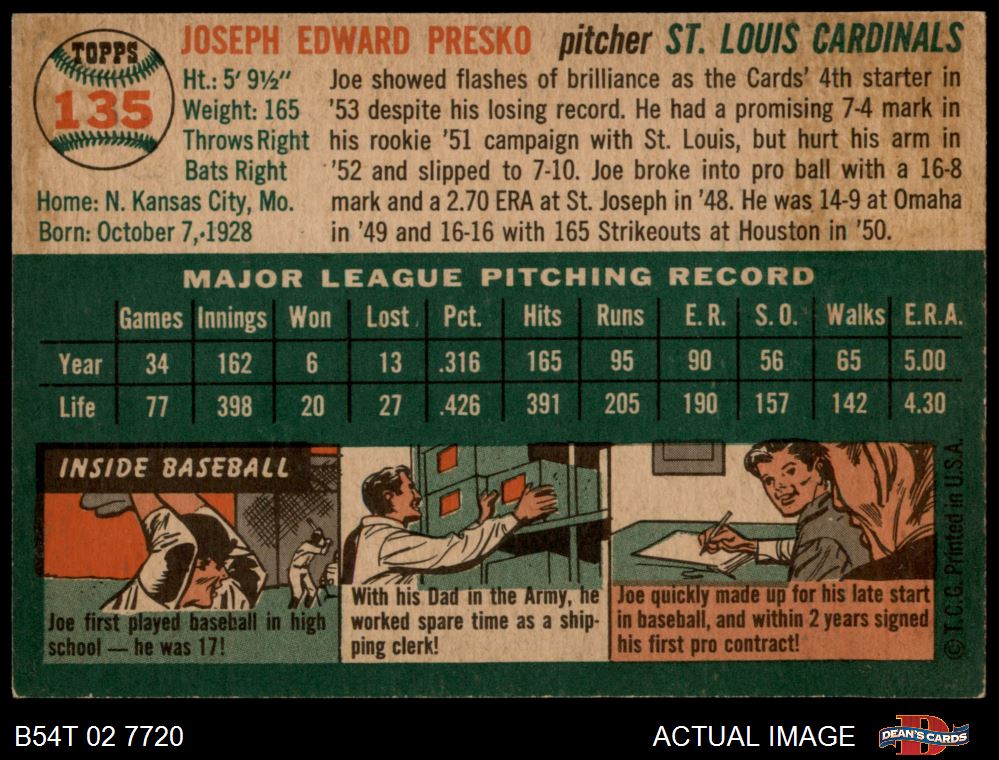 TOPPS
135
JOSEPH EDWARD PRESKO pitcher ST. LOUIS CARDINALS
Ht.: 5' 9½"
Weight: 165
Throws Right
Bats Right
Home: N. Kansas City, Mo.
Born: October 7, 1928
Joe showed flashes of brilliance as the Cards' 4th starter in
'53 despite his losing record. He had a promising 7-4 mark in
his rookie '51 campaign with St. Louis, but hurt his arm in
'52 and slipped to 7-10. Joe broke into pro ball with a 16-8
mark and a 2.70 ERA at St. Joseph in '48. He was 14-9 at Omaha
in '49 and 16-16 with 165 Strikeouts at Houston in '50.
MAJOR LEAGUE PITCHING RECORD
Games Innings Won Lost Pct. Hits Runs E. R. S. O. Walks E.R.A.
Year 34 162 6 13 .316 165 95 90 56 65 5.00
Life 77 398 20 27 .426 391 205 190 157 142 4.30
INSIDE BASEBALL
Joe first played baseball in high
school — he was 17!
With his Dad in the Army, he
worked spare time as a ship-
ping clerk!
Joe quickly made up for his late start
in baseball, and within 2 years signed
his first pro contract!
© T.C.G. Printed in U.S.A.
B54T 02 7720
ACTUAL IMAGE
DEAN'S CARDS